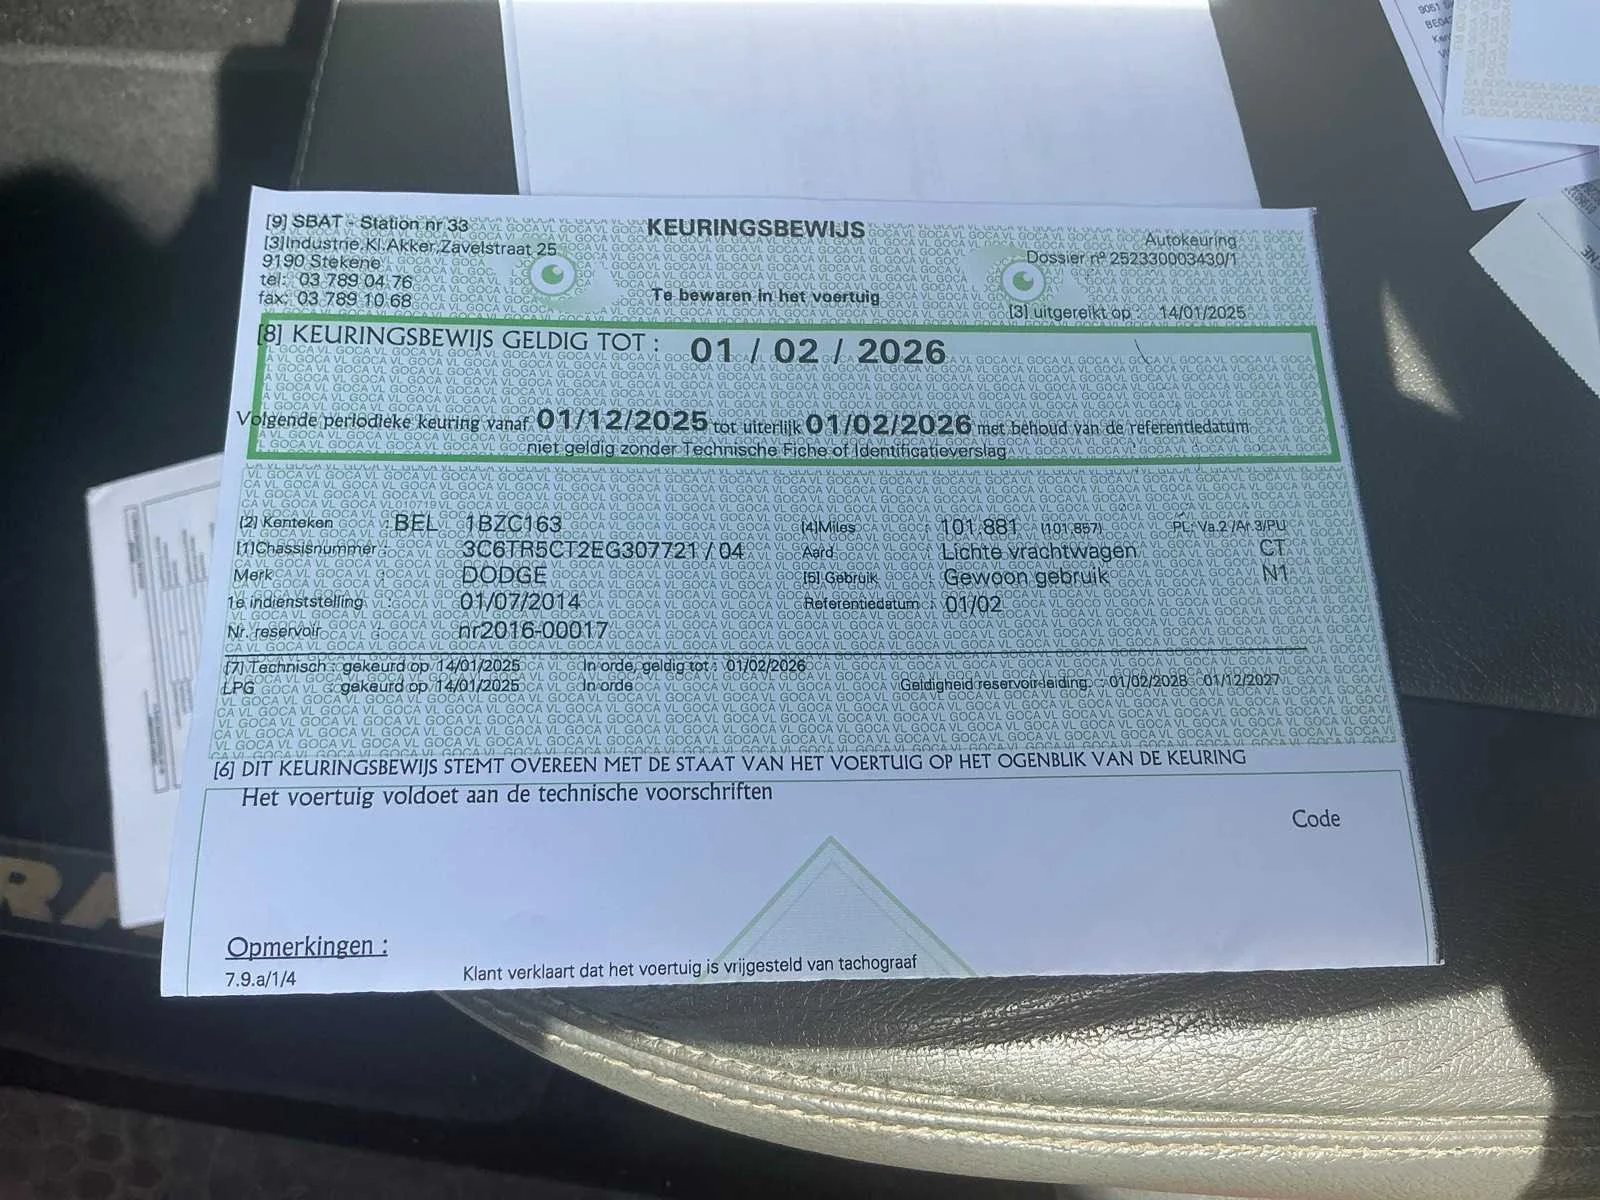 [9] SBAT - Station nr 33
[3]Industrie.Kl.Akker,Zavelstraat 25
9190 Stekene
tel: 03 789 04 76
fax: 03 789 10 68
KEURINGSBEWIJS
Te bewaren in het voertuig
Autokeuring
Dossier nº 252330003430/1
[3] uitgereikt op : 14/01/2025
[8] KEURINGSBEWIJS GELDIG TOT : 01 / 02 / 2026
Volgende periodieke keuring vanaf 01/12/2025 tot uiterlijk 01/02/2026 met behoud van de referentiedatum
niet geldig zonder Technische Fiche of Identificatieverslag
[2] Kenteken : BEL 1BZC163 [4]Miles : 101.881 (101.857) PL: Va.2 /Ar.3/PU
[1]Chassisnummer : 3C6TR5CT2EG307721 / 04 Aard Lichte vrachtwagen CT
Merk : DODGE [5] Gebruik : Gewoon gebruik N1
1e indienststelling : 01/07/2014 Referentiedatum : 01/02
Nr. reservoir : nr2016-00017
[7] Technisch : gekeurd op 14/01/2025 In orde, geldig tot : 01/02/2026
LPG : gekeurd op 14/01/2025 In orde Geldigheid reservoir-leiding. : 01/02/2028 01/12/2027
[6] DIT KEURINGSBEWIJS STEMT OVEREEN MET DE STAAT VAN HET VOERTUIG OP HET OGENBLIK VAN DE KEURING
Het voertuig voldoet aan de technische voorschriften
Code
Opmerkingen :
7.9.a/1/4 Klant verklaart dat het voertuig is vrijgesteld van tachograaf
RA